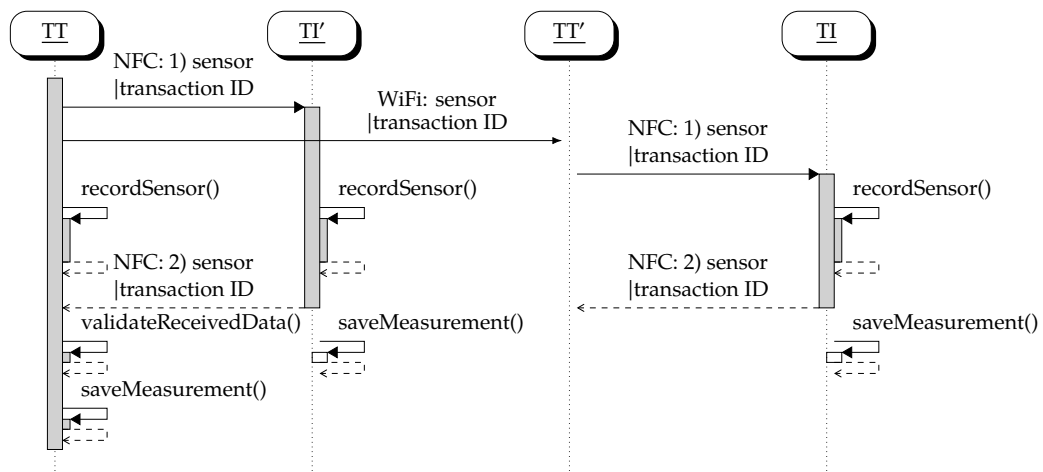 TT
TI′
TT′
TI
NFC: 1) sensor
|transaction ID
WiFi: sensor
|transaction ID
NFC: 1) sensor
|transaction ID
recordSensor()
recordSensor()
recordSensor()
NFC: 2) sensor
|transaction ID
NFC: 2) sensor
|transaction ID
validateReceivedData()
saveMeasurement()
saveMeasurement()
saveMeasurement()